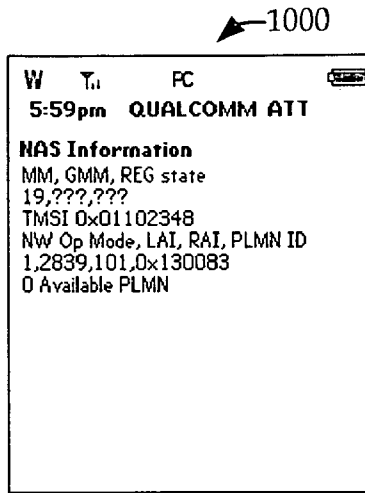 1000
W PC
5:59pm QUALCOMM ATT
NAS Information
MM, GMM, REG state
19,???,???
TMSI 0x01102348
NW Op Mode, LAI, RAI, PLMN ID
1,2839,101,0x130083
0 Available PLMN